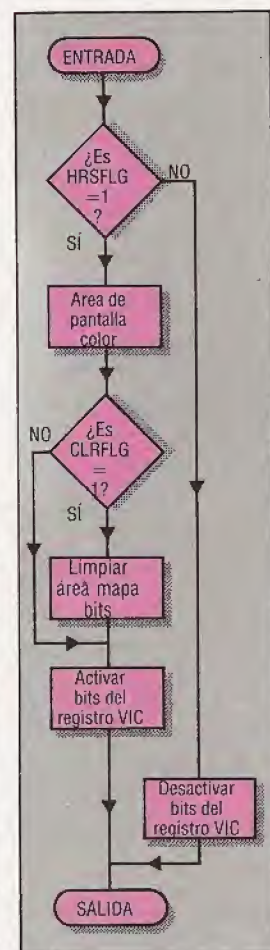 ENTRADA
¿Es
HRSFLG
=1
?
NO
SÍ
Area de
pantalla
color
¿Es
CLRFLG
=
1?
NO
SÍ
Limpiar
áreä mapa
bits
Activar
bits del
registro VIC
Desactivar
bits del
registro VIC
SALIDA